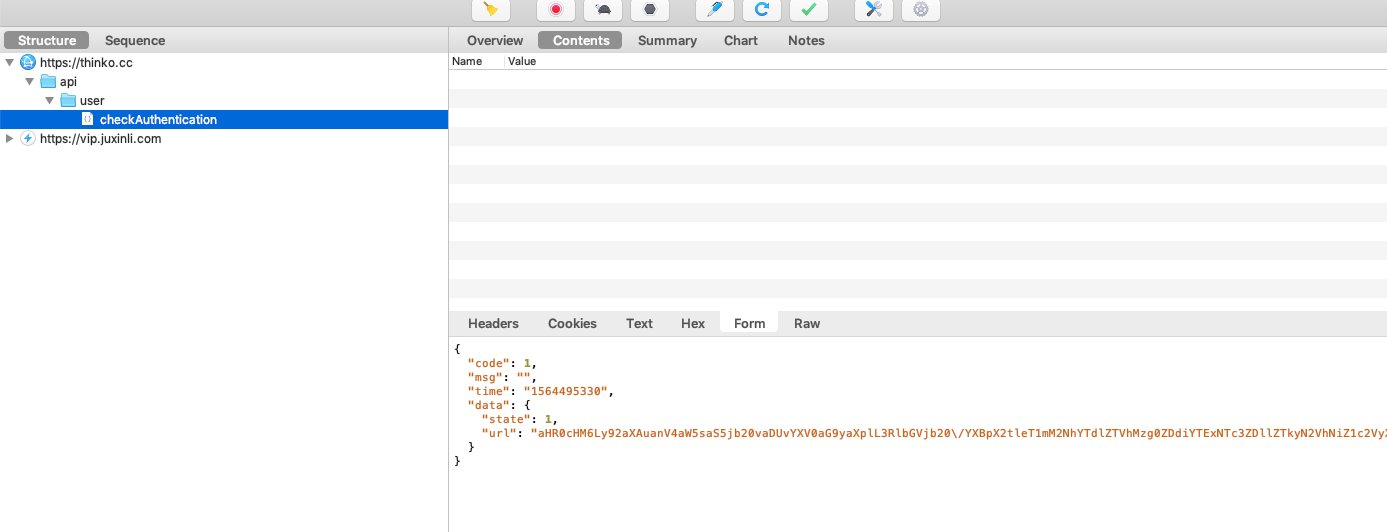 Structure Sequence
Overview Contents Summary Chart Notes
https://thinko.cc
Name Value
api
user
checkAuthentication
https://vip.juxinli.com
Headers Cookies Text Hex Form Raw
{
"code": 1,
"msg": "",
"time": "1564495330",
"data": {
"state": 1,
"url": "aHR0cHM6Ly92aXAuanV4aW5saS5jb20vaDUvYXV0aG9yaXplL3RlbGVjb20\/YXBpX2tleT1mM2NhYTdlZTVhMzg0ZDdiYTExNTc3ZDllZTkyN2VhNiZ1c2VyX
}
}